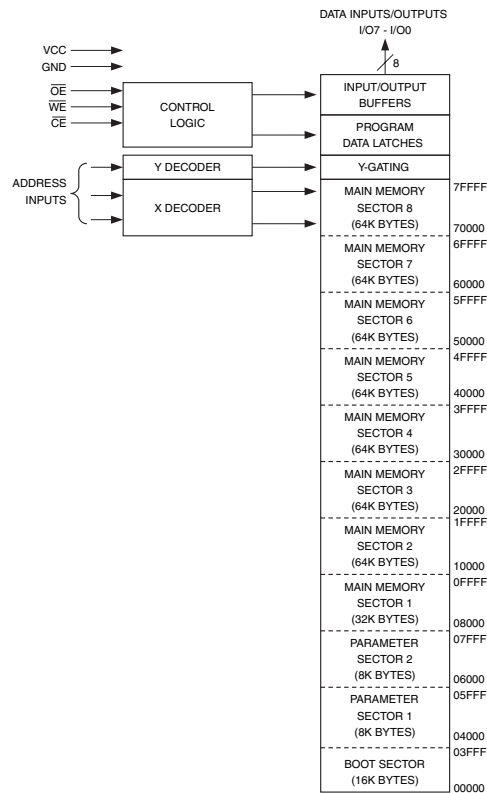 DATA INPUTS/OUTPUTS
I/O7 - I/O0
8
VCC
GND
OE
WE
CE
CONTROL
LOGIC
INPUT/OUTPUT
BUFFERS
PROGRAM
DATA LATCHES
ADDRESS
INPUTS
Y DECODER
Y-GATING
X DECODER
MAIN MEMORY
SECTOR 8
(64K BYTES)
7FFFF
70000
MAIN MEMORY
SECTOR 7
(64K BYTES)
6FFFF
60000
MAIN MEMORY
SECTOR 6
(64K BYTES)
5FFFF
50000
MAIN MEMORY
SECTOR 5
(64K BYTES)
4FFFF
40000
MAIN MEMORY
SECTOR 4
(64K BYTES)
3FFFF
30000
MAIN MEMORY
SECTOR 3
(64K BYTES)
2FFFF
20000
MAIN MEMORY
SECTOR 2
(64K BYTES)
1FFFF
10000
MAIN MEMORY
SECTOR 1
(32K BYTES)
0FFFF
08000
PARAMETER
SECTOR 2
(8K BYTES)
07FFF
06000
PARAMETER
SECTOR 1
(8K BYTES)
05FFF
04000
BOOT SECTOR
(16K BYTES)
03FFF
00000